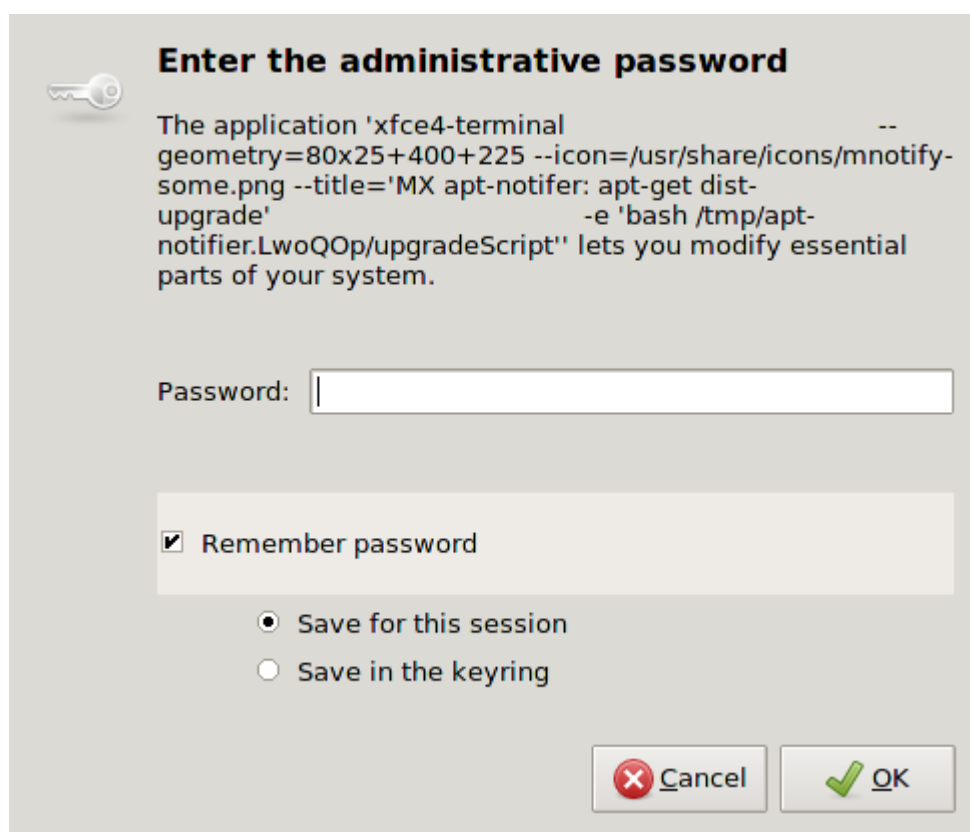 Enter the administrative password
The application 'xfce4-terminal --
geometry=80x25+400+225 --icon=/usr/share/icons/mnotify-
some.png --title='MX apt-notifer: apt-get dist-
upgrade' -e 'bash /tmp/apt-
notifier.LwoQOp/upgradeScript'' lets you modify essential
parts of your system.
Password:
Remember password
Save for this session
Save in the keyring
Cancel OK